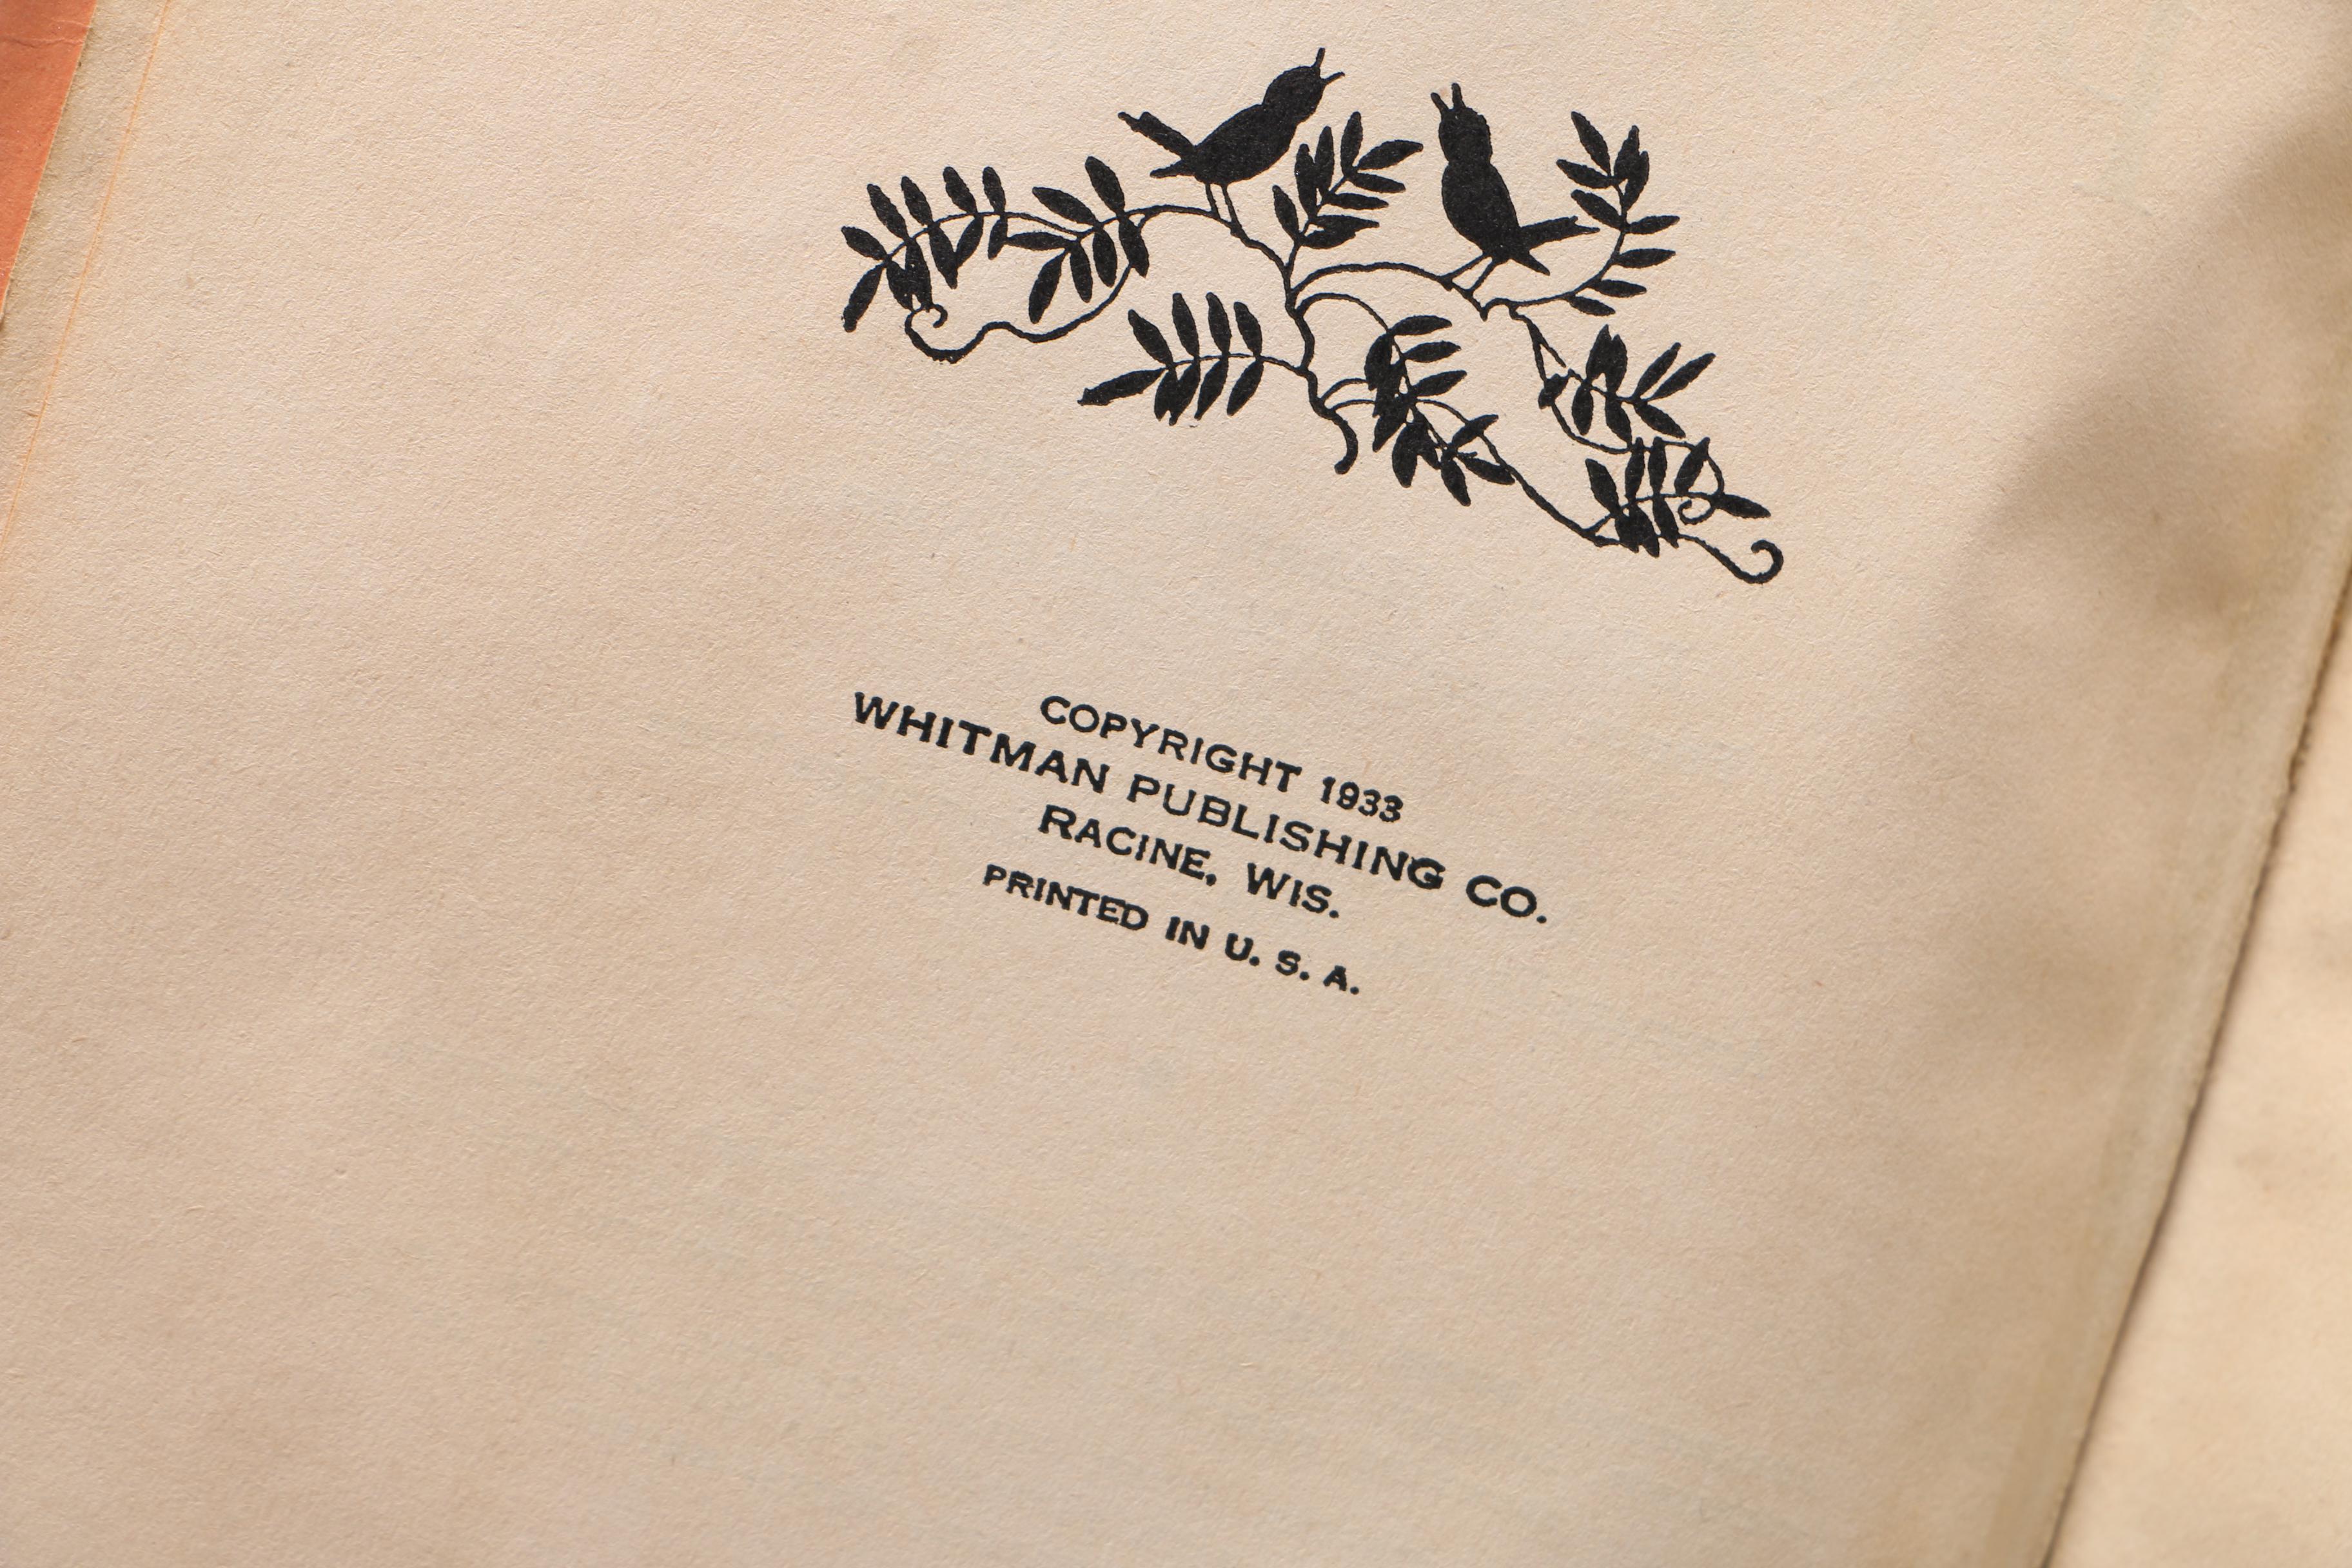 COPYRIGHT 1933
WHITMAN PUBLISHING CO.
RACINE, WIS.
PRINTED IN U. S. A.